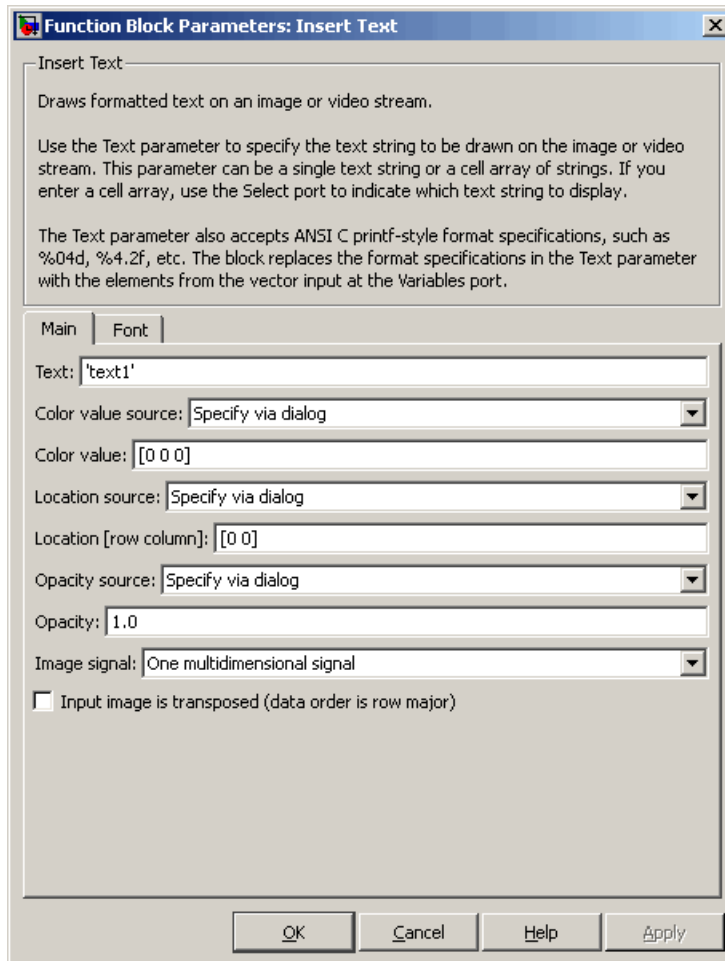 Function Block Parameters: Insert Text
Insert Text
Draws formatted text on an image or video stream.
Use the Text parameter to specify the text string to be drawn on the image or video
stream. This parameter can be a single text string or a cell array of strings. If you
enter a cell array, use the Select port to indicate which text string to display.
The Text parameter also accepts ANSI C printf-style format specifications, such as
%04d, %4.2f, etc. The block replaces the format specifications in the Text parameter
with the elements from the vector input at the Variables port.
Main Font
Text: 'text1'
Color value source: Specify via dialog
Color value: [0 0 0]
Location source: Specify via dialog
Location [row column]: [0 0]
Opacity source: Specify via dialog
Opacity: 1.0
Image signal: One multidimensional signal
Input image is transposed (data order is row major)
OK Cancel Help Apply